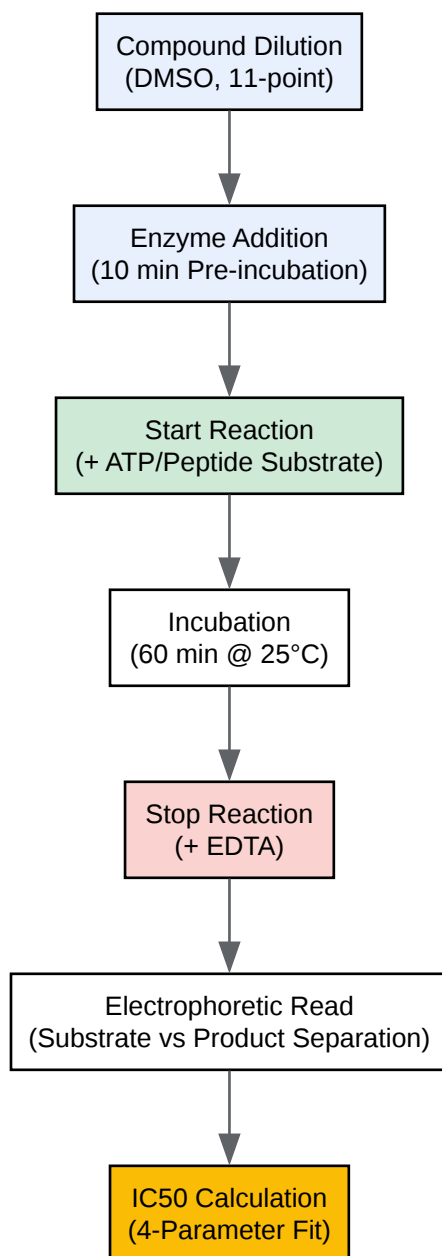 Compound Dilution
(DMSO, 11-point)
Enzyme Addition
(10 min Pre-incubation)
Start Reaction
(+ ATP/Peptide Substrate)
Incubation
(60 min @ 25°C)
Stop Reaction
(+ EDTA)
Electrophoretic Read
(Substrate vs Product Separation)
IC50 Calculation
(4-Parameter Fit)